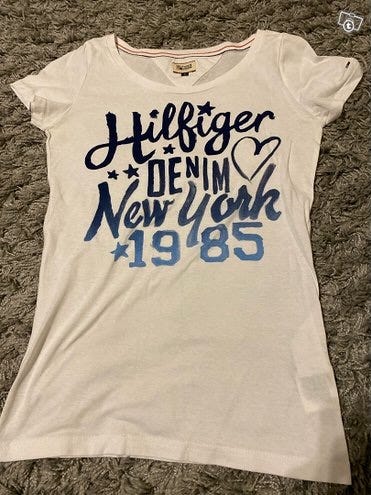 Hilfiger
DENIM
New York
1985